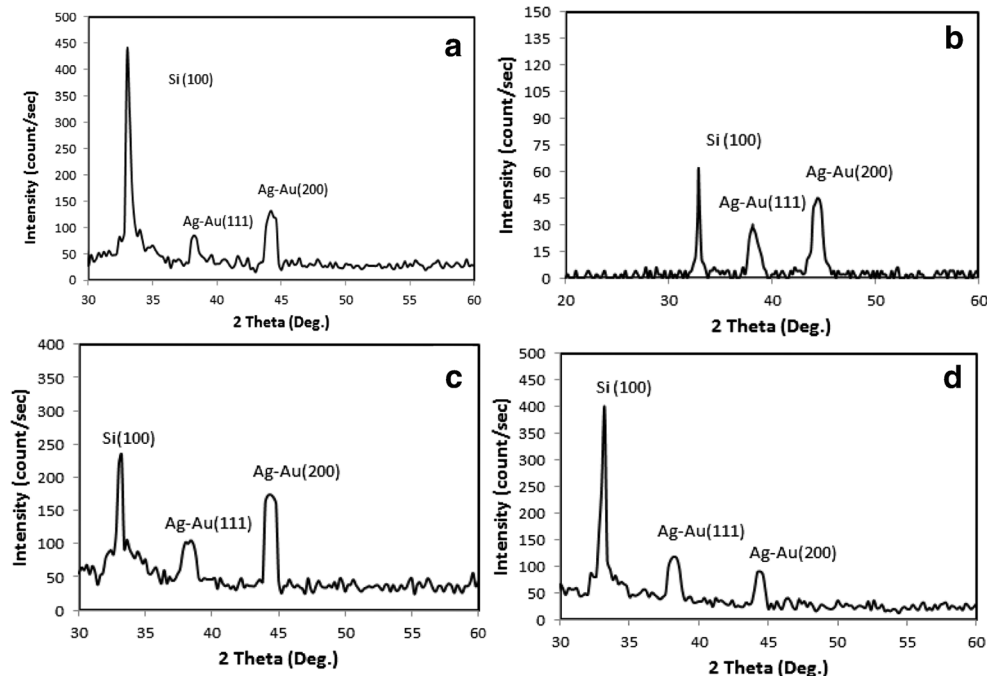 a
500
450
400
350
300
250
200
150
100
50
0
Intensity (count/sec)
Si (100)
Ag-Au(111)
Ag-Au(200)
30 35 40 45 50 55 60
2 Theta (Deg.)
b
150
135
120
105
90
75
60
45
30
15
0
Intensity (count/sec)
Si (100)
Ag-Au(111)
Ag-Au(200)
20 30 40 50 60
2 Theta (Deg.)
c
400
350
300
250
200
150
100
50
0
Intensity (count/sec)
Si(100)
Ag-Au(111)
Ag-Au(200)
30 35 40 45 50 55 60
2 Theta (Deg.)
d
500
450
400
350
300
250
200
150
100
50
0
Intensity (count/sec)
Si (100)
Ag-Au(111)
Ag-Au(200)
30 35 40 45 50 55 60
2 Theta (Deg.)